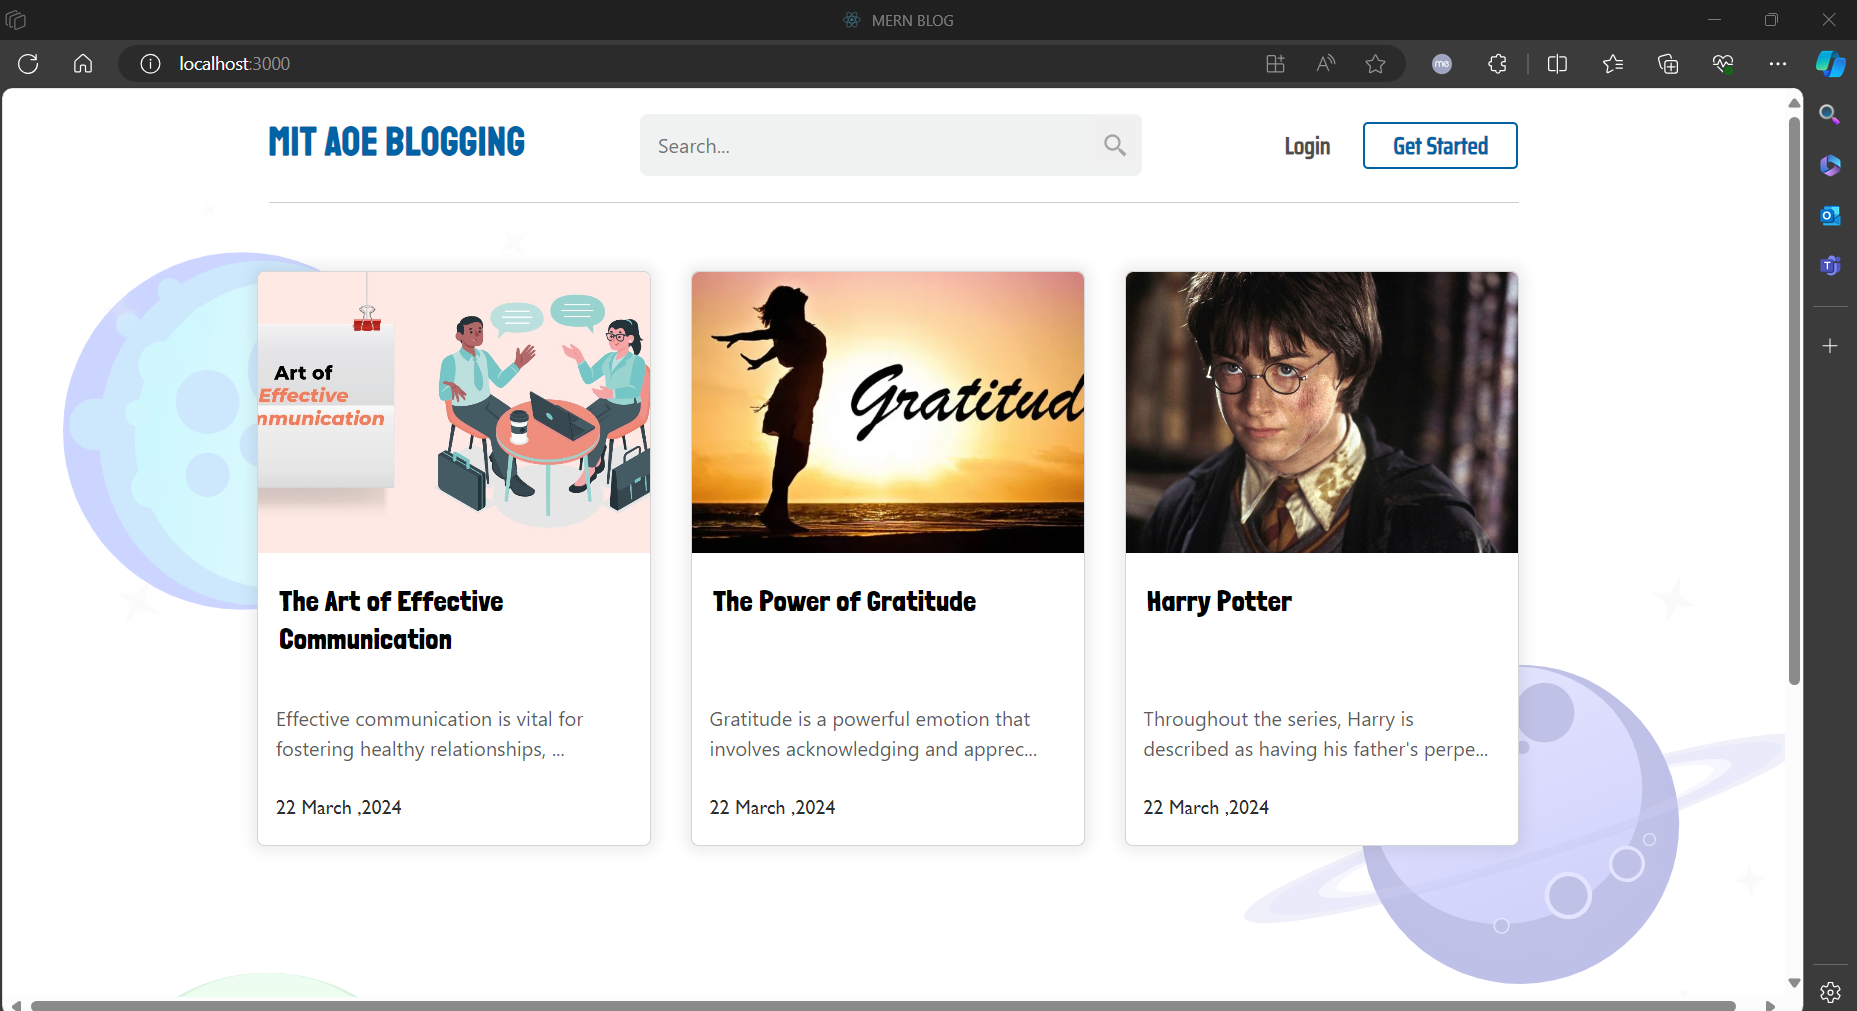 MERN BLOG
localhost:3000
MIT AOE BLOGGING
Search...
Login
Get Started
Art of
Effective
mmunication
Gratitud
The Art of Effective
Communication
Effective communication is vital for
fostering healthy relationships, ...
22 March ,2024
The Power of Gratitude
Gratitude is a powerful emotion that
involves acknowledging and apprec...
22 March ,2024
Harry Potter
Throughout the series, Harry is
described as having his father's perpe...
22 March ,2024